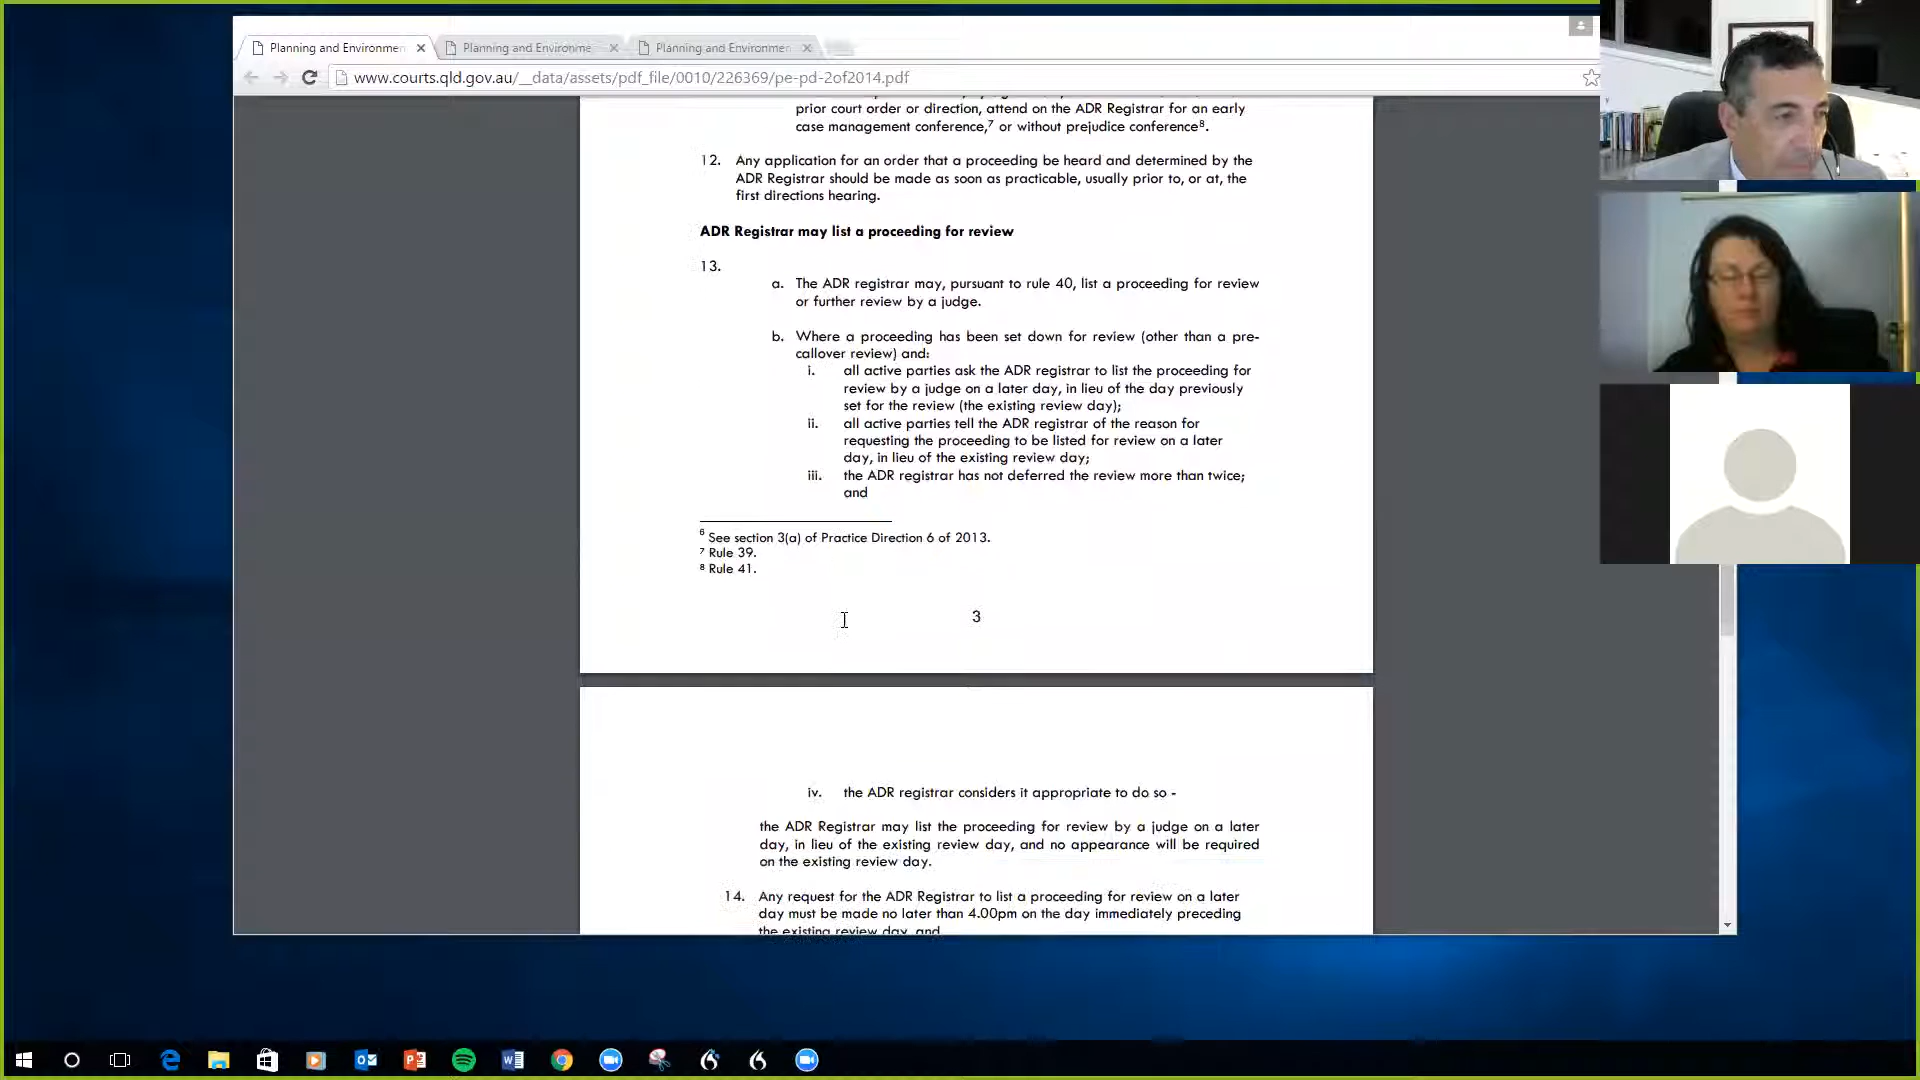 Planning and Environmen
Planning and Environme
Planning and Environmen
www.courts.qld.gov.au/__data/assets/pdf_file/0010/226369/pe-pd-2of2014.pdf
prior court order or direction, attend on the ADR Registrar for an early
case management conference,⁷ or without prejudice conference⁸.
12. Any application for an order that a proceeding be heard and determined by the
ADR Registrar should be made as soon as practicable, usually prior to, or at, the
first directions hearing.
ADR Registrar may list a proceeding for review
13.
a. The ADR registrar may, pursuant to rule 40, list a proceeding for review
or further review by a judge.
b. Where a proceeding has been set down for review (other than a pre-
callover review) and:
i. all active parties ask the ADR registrar to list the proceeding for
review by a judge on a later day, in lieu of the day previously
set for the review (the existing review day);
ii. all active parties tell the ADR registrar of the reason for
requesting the proceeding to be listed for review on a later
day, in lieu of the existing review day;
iii. the ADR registrar has not deferred the review more than twice;
and
⁶ See section 3(a) of Practice Direction 6 of 2013.
⁷ Rule 39.
⁸ Rule 41.
3
iv. the ADR registrar considers it appropriate to do so -
the ADR Registrar may list the proceeding for review by a judge on a later
day, in lieu of the existing review day, and no appearance will be required
on the existing review day.
14. Any request for the ADR Registrar to list a proceeding for review on a later
day must be made no later than 4.00pm on the day immediately preceding
the existing review day, and